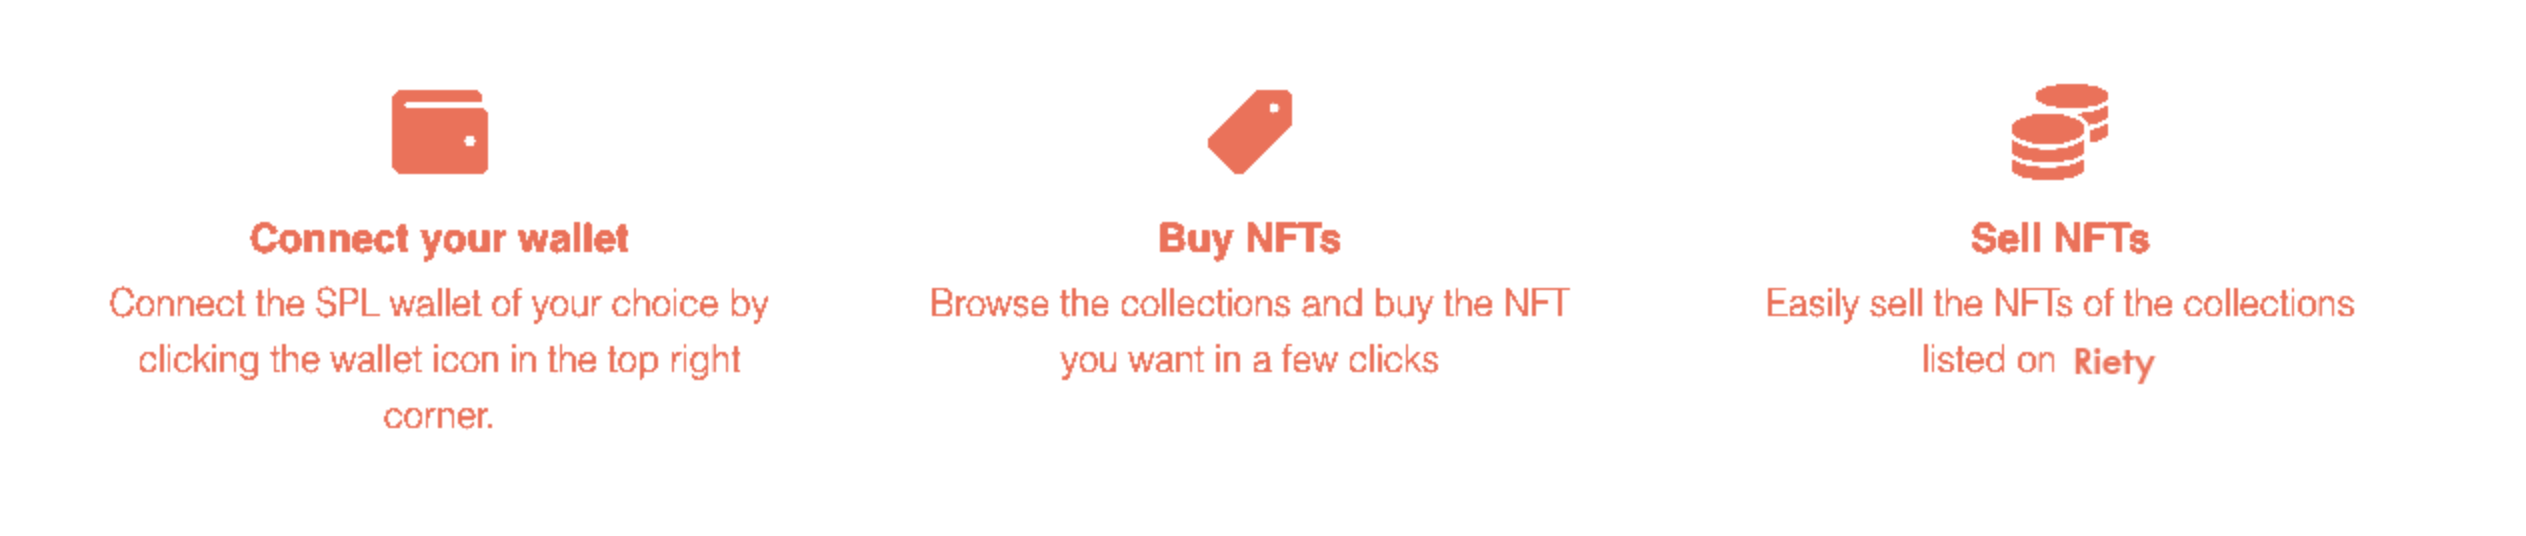 Connect your wallet
Connect the SPL wallet of your choice by
clicking the wallet icon in the top right
corner.
Buy NFTs
Browse the collections and buy the NFT
you want in a few clicks
Sell NFTs
Easily sell the NFTs of the collections
listed on Riety